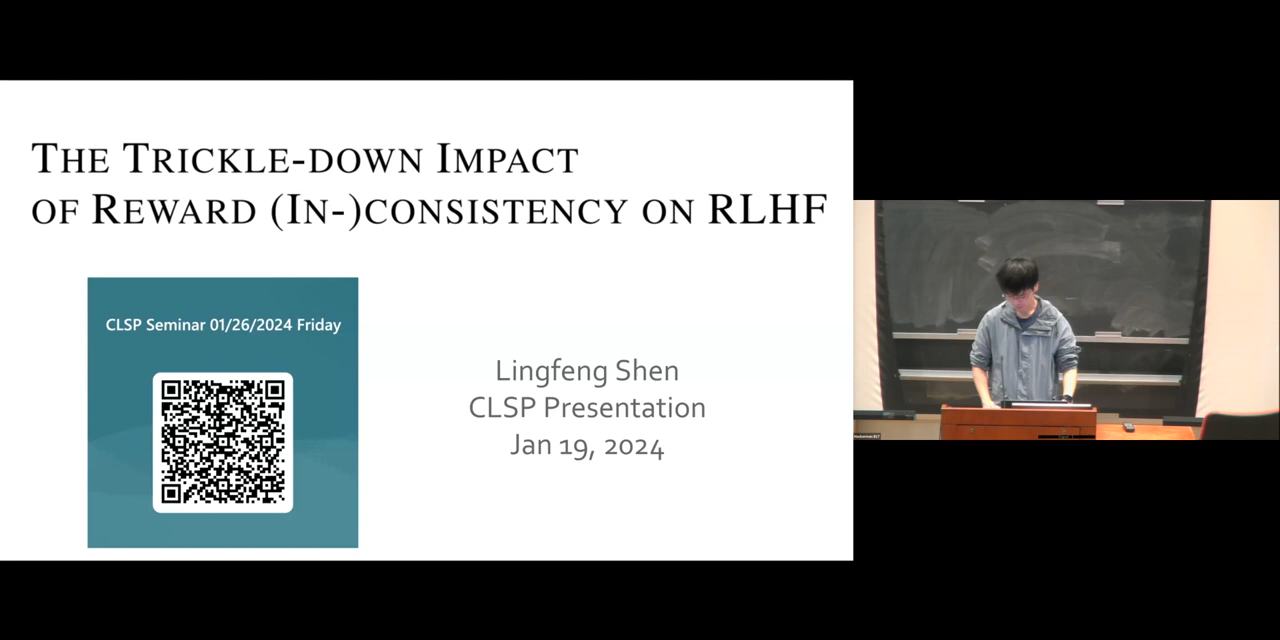 THE TRICKLE-DOWN IMPACT
OF REWARD (IN-)CONSISTENCY ON RLHF
CLSP Seminar 01/26/2024 Friday
Lingfeng Shen
CLSP Presentation
Jan 19, 2024